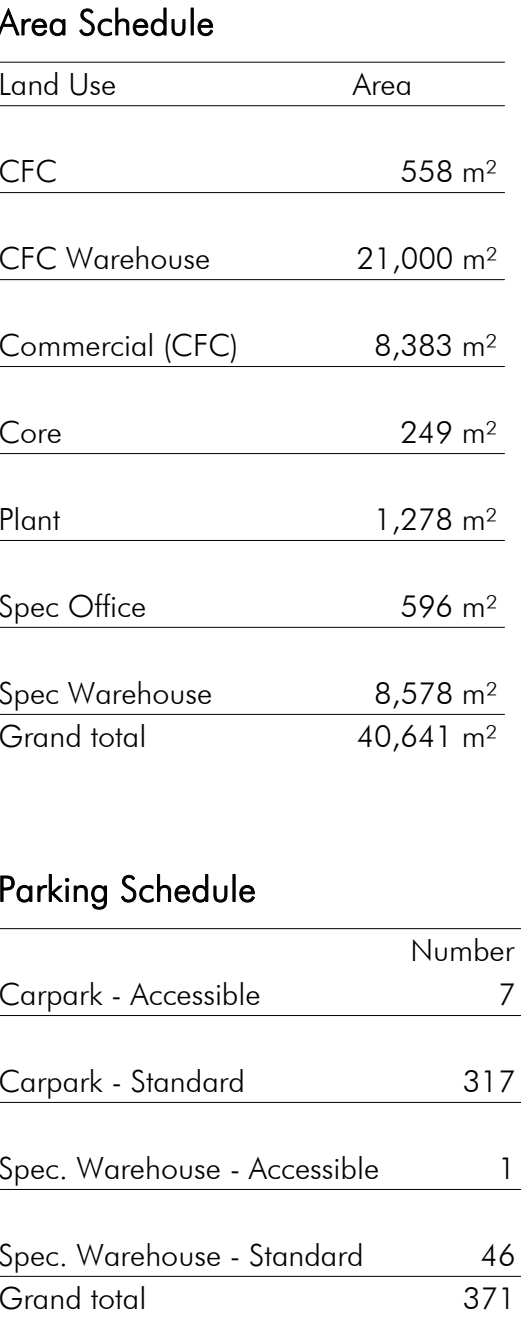 Area Schedule
Land Use Area
CFC 558 m²
CFC Warehouse 21,000 m²
Commercial (CFC) 8,383 m²
Core 249 m²
Plant 1,278 m²
Spec Office 596 m²
Spec Warehouse 8,578 m²
Grand total 40,641 m²
Parking Schedule
Number
Carpark - Accessible 7
Carpark - Standard 317
Spec. Warehouse - Accessible 1
Spec. Warehouse - Standard 46
Grand total 371